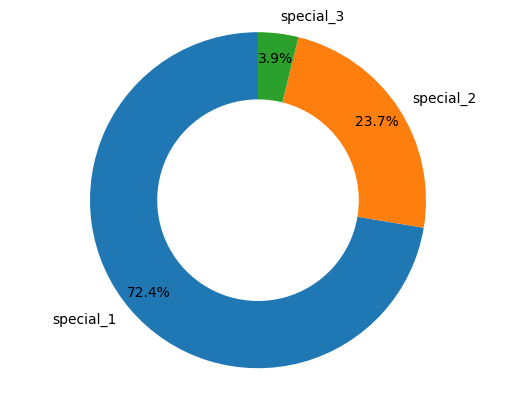 special_3
3.9%
special_2
23.7%
72.4%
special_1